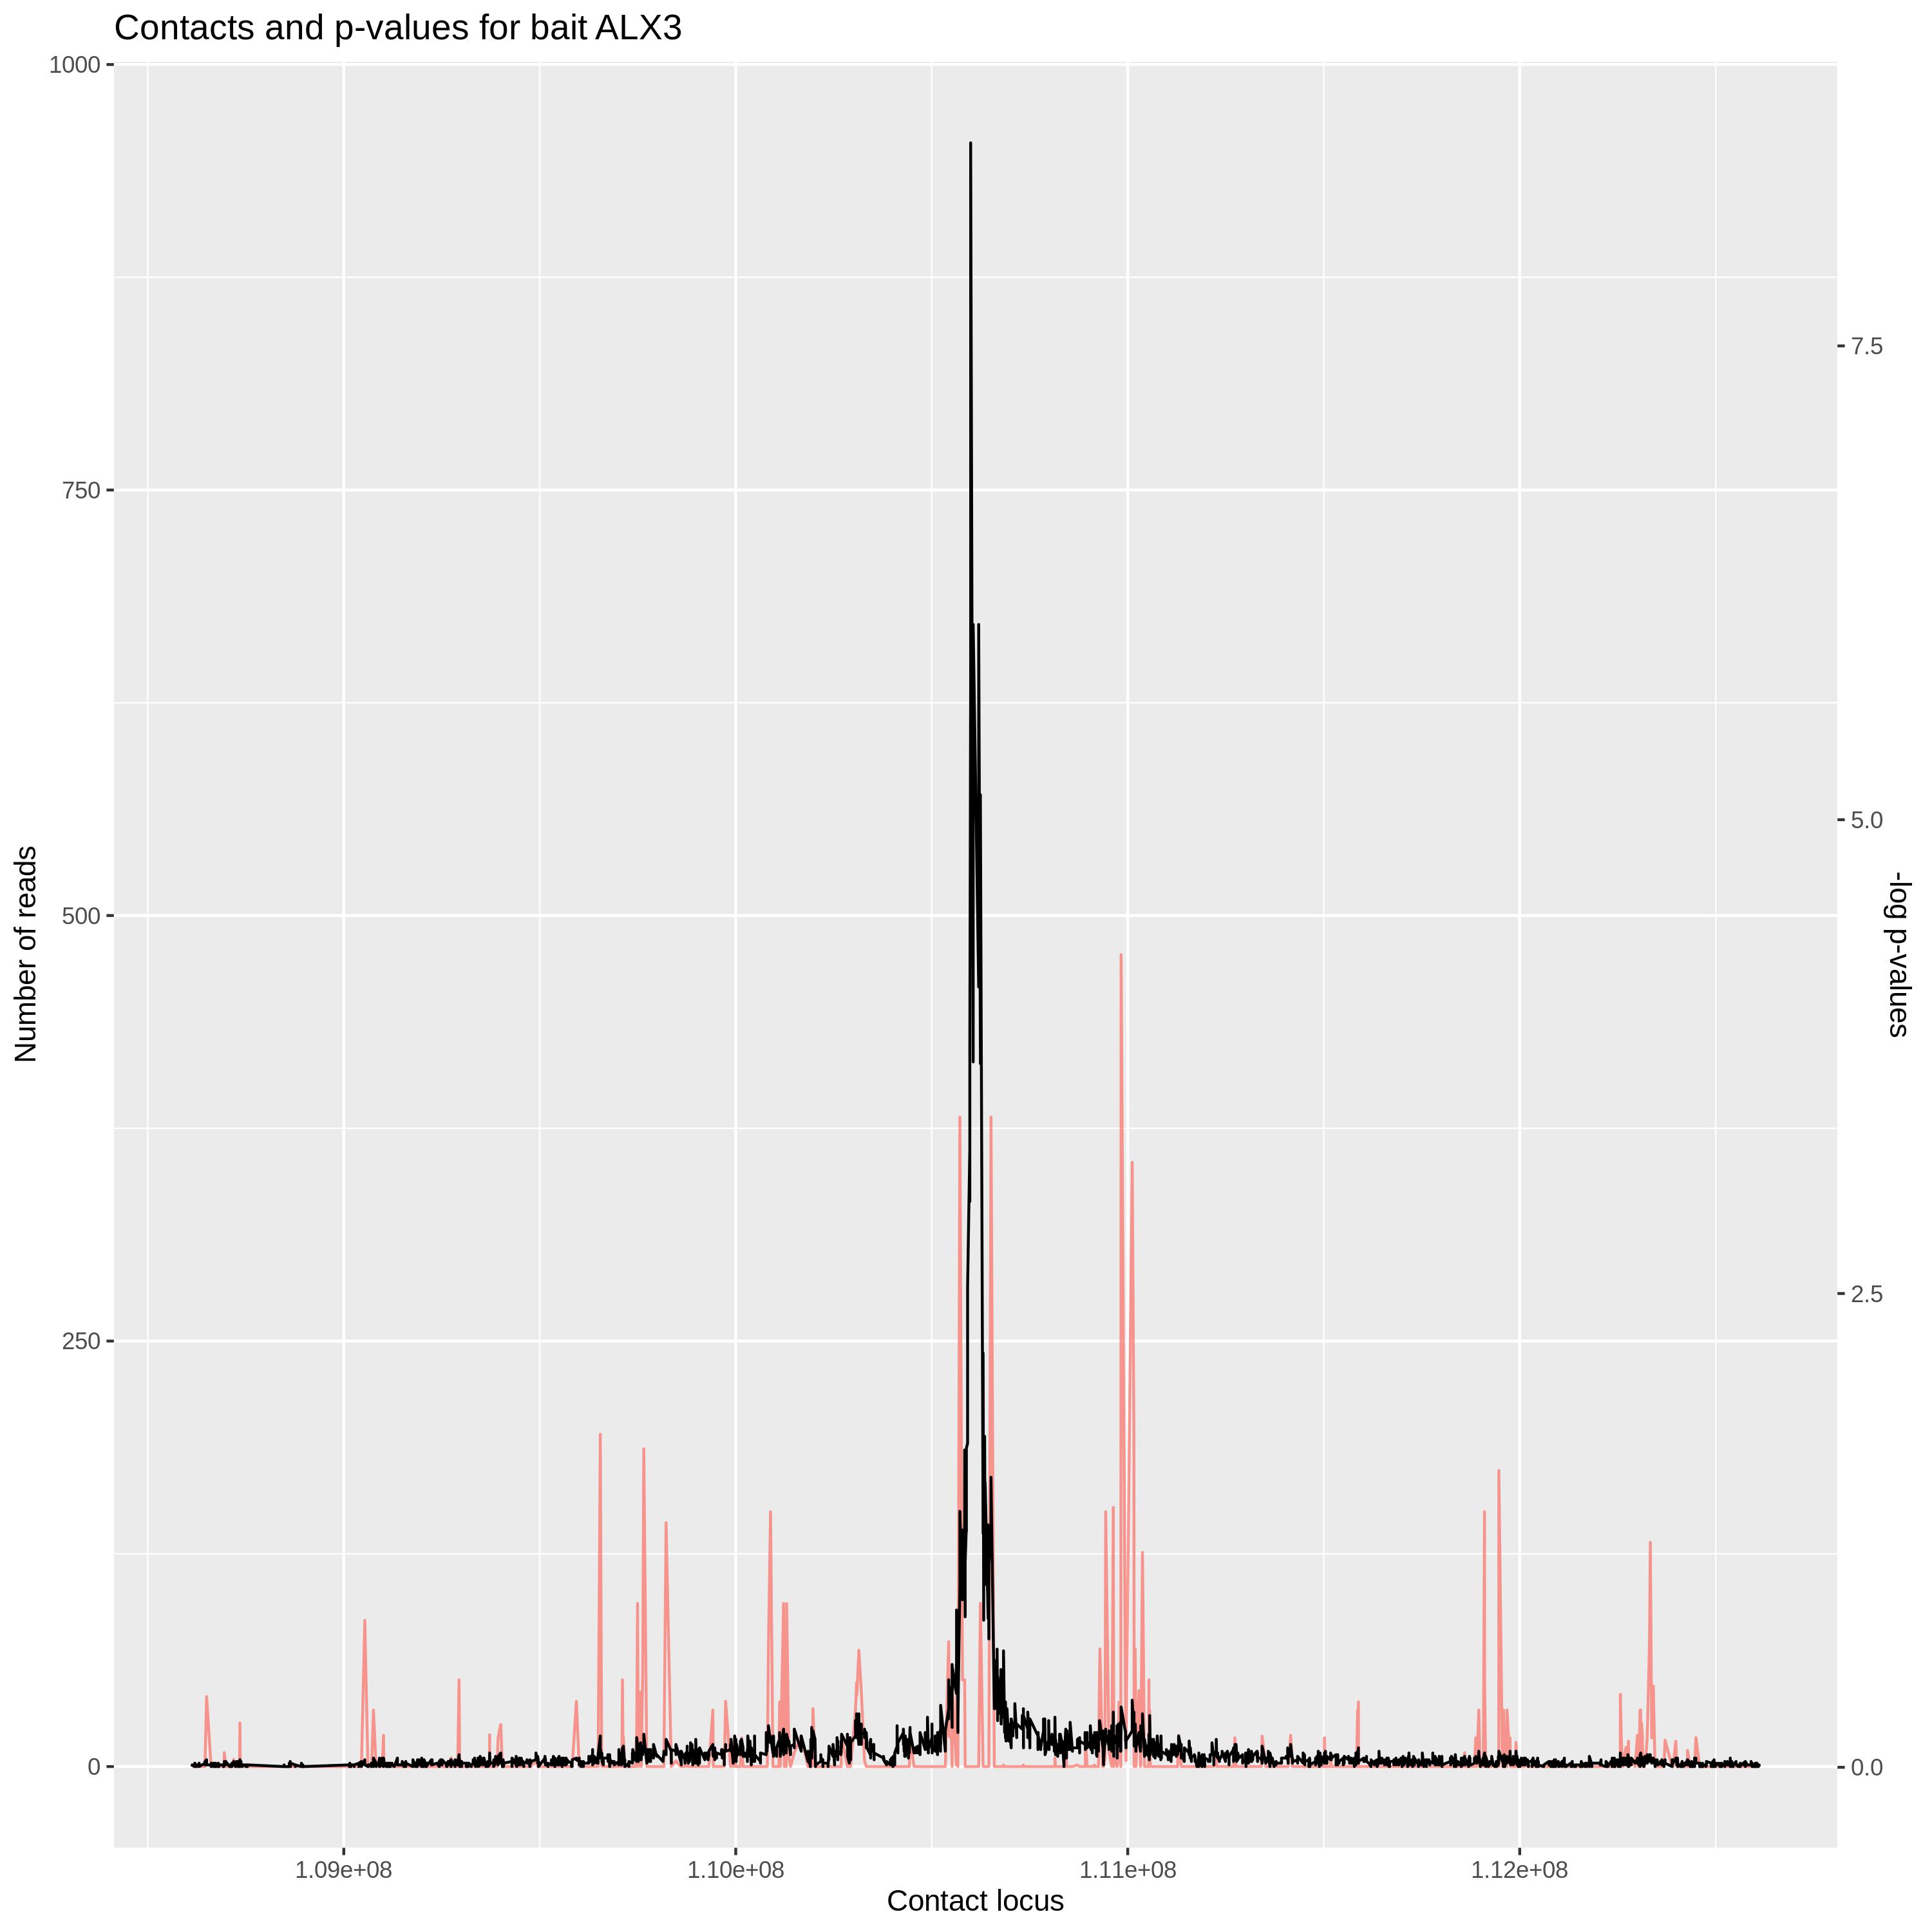 Contacts and p-values for bait ALX3
1000
750
500
250
0
Number of reads
7.5
5.0
2.5
0.0
-log p-values
1.09e+08
1.10e+08
1.11e+08
1.12e+08
Contact locus